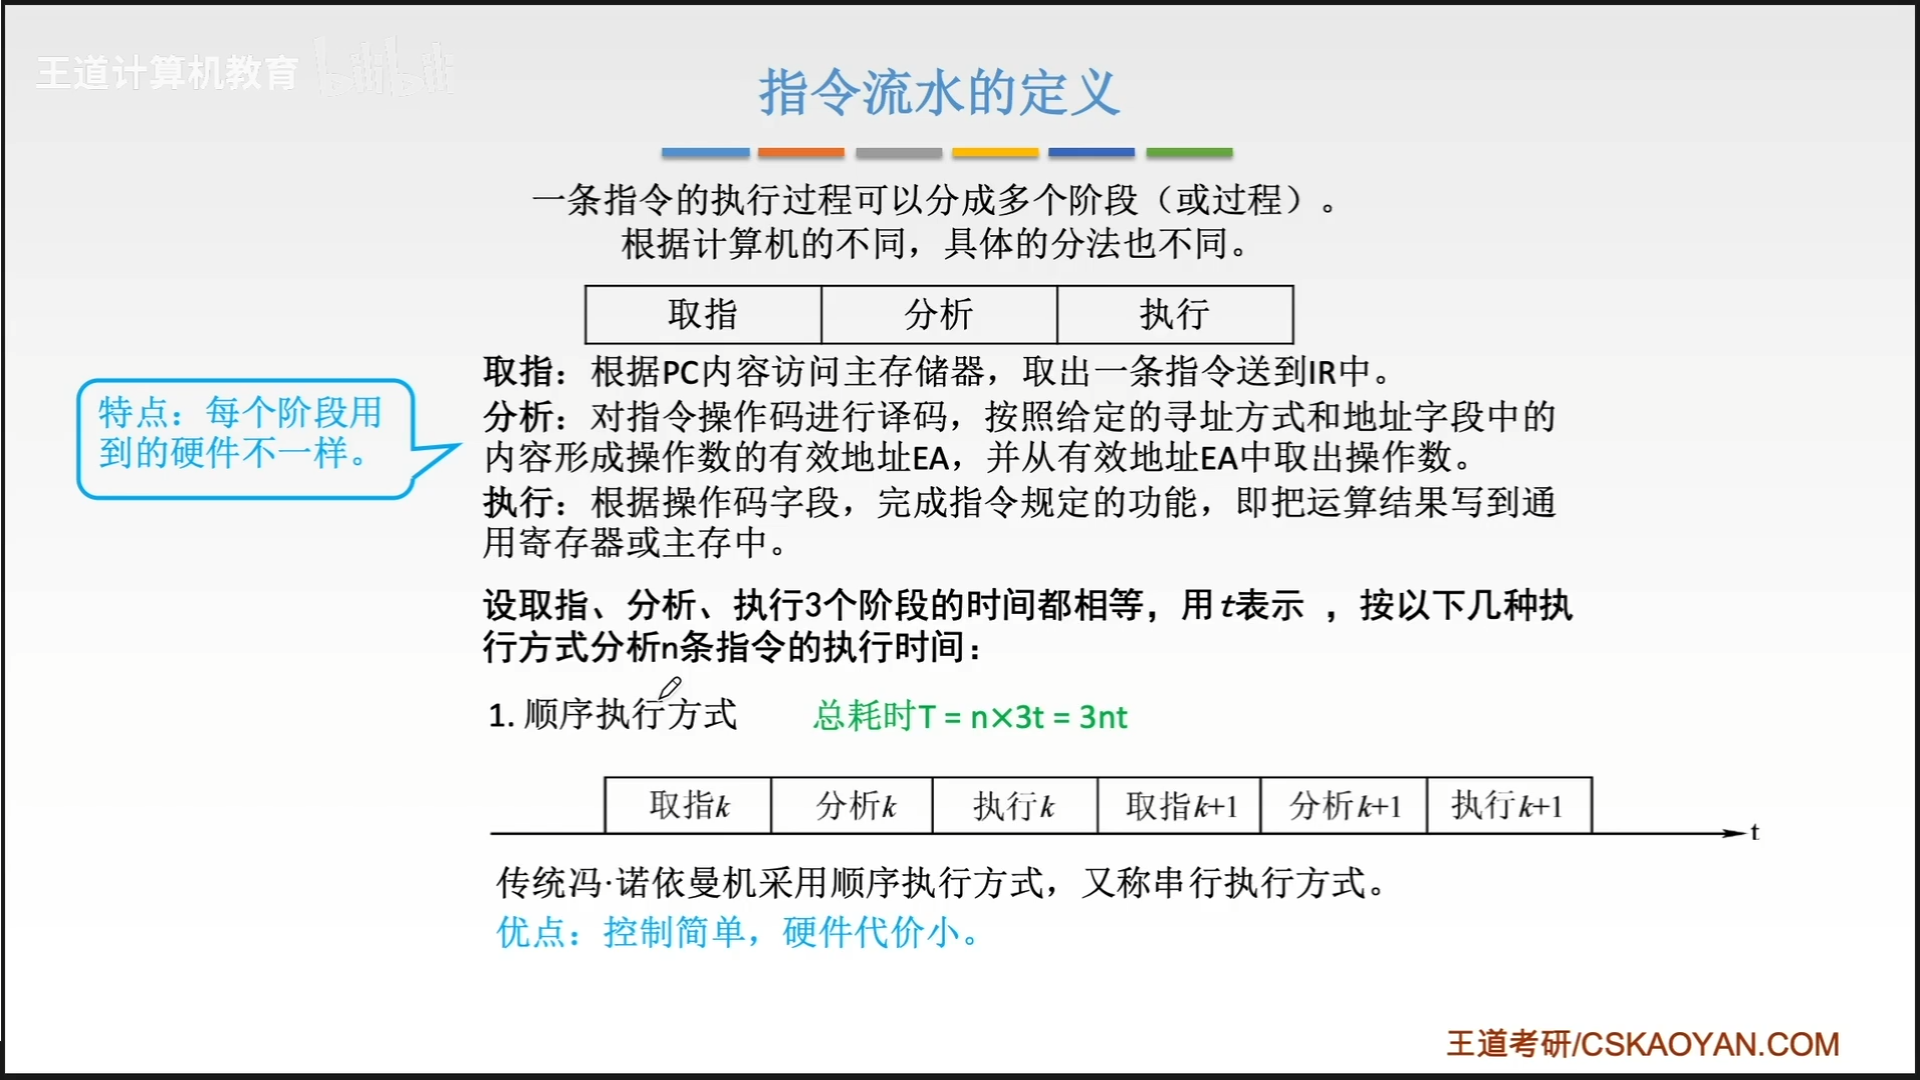 王道计算机教育 bilibili
指令流水的定义
一条指令的执行过程可以分成多个阶段（或过程）。
根据计算机的不同，具体的分法也不同。
取指 分析 执行
特点：每个阶段用
到的硬件不一样。
取指：根据PC内容访问主存储器，取出一条指令送到IR中。
分析：对指令操作码进行译码，按照给定的寻址方式和地址字段中的
内容形成操作数的有效地址EA，并从有效地址EA中取出操作数。
执行：根据操作码字段，完成指令规定的功能，即把运算结果写到通
用寄存器或主存中。
设取指、分析、执行3个阶段的时间都相等，用t表示 ，按以下几种执
行方式分析n条指令的执行时间：
1. 顺序执行方式 总耗时T = n×3t = 3nt
取指k 分析k 执行k 取指k+1 分析k+1 执行k+1
t
传统冯·诺依曼机采用顺序执行方式，又称串行执行方式。
优点：控制简单，硬件代价小。
王道考研/CSKAOYAN.COM